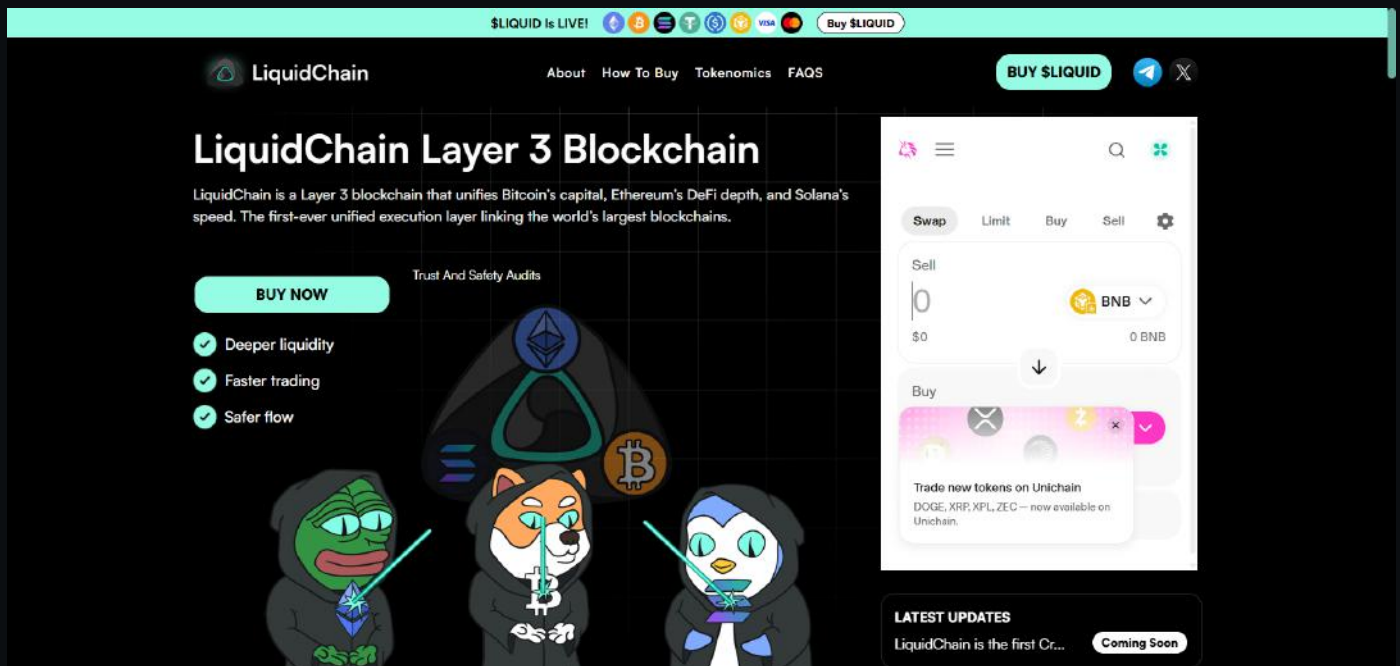 $LIQUID Is LIVE!
VISA
Buy $LIQUID
LiquidChain
About
How To Buy
Tokenomics
FAQS
BUY $LIQUID
LiquidChain Layer 3 Blockchain
LiquidChain is a Layer 3 blockchain that unifies Bitcoin's capital, Ethereum's DeFi depth, and Solana's
speed. The first-ever unified execution layer linking the world's largest blockchains.
BUY NOW
Trust And Safety Audits
Deeper liquidity
Faster trading
Safer flow
Swap
Limit
Buy
Sell
Sell
0
BNB
$0
0 BNB
Buy
Trade new tokens on Unichain
DOGE, XRP, XPL, ZEC — now available on
Unichain.
LATEST UPDATES
LiquidChain is the first Cr...
Coming Soon